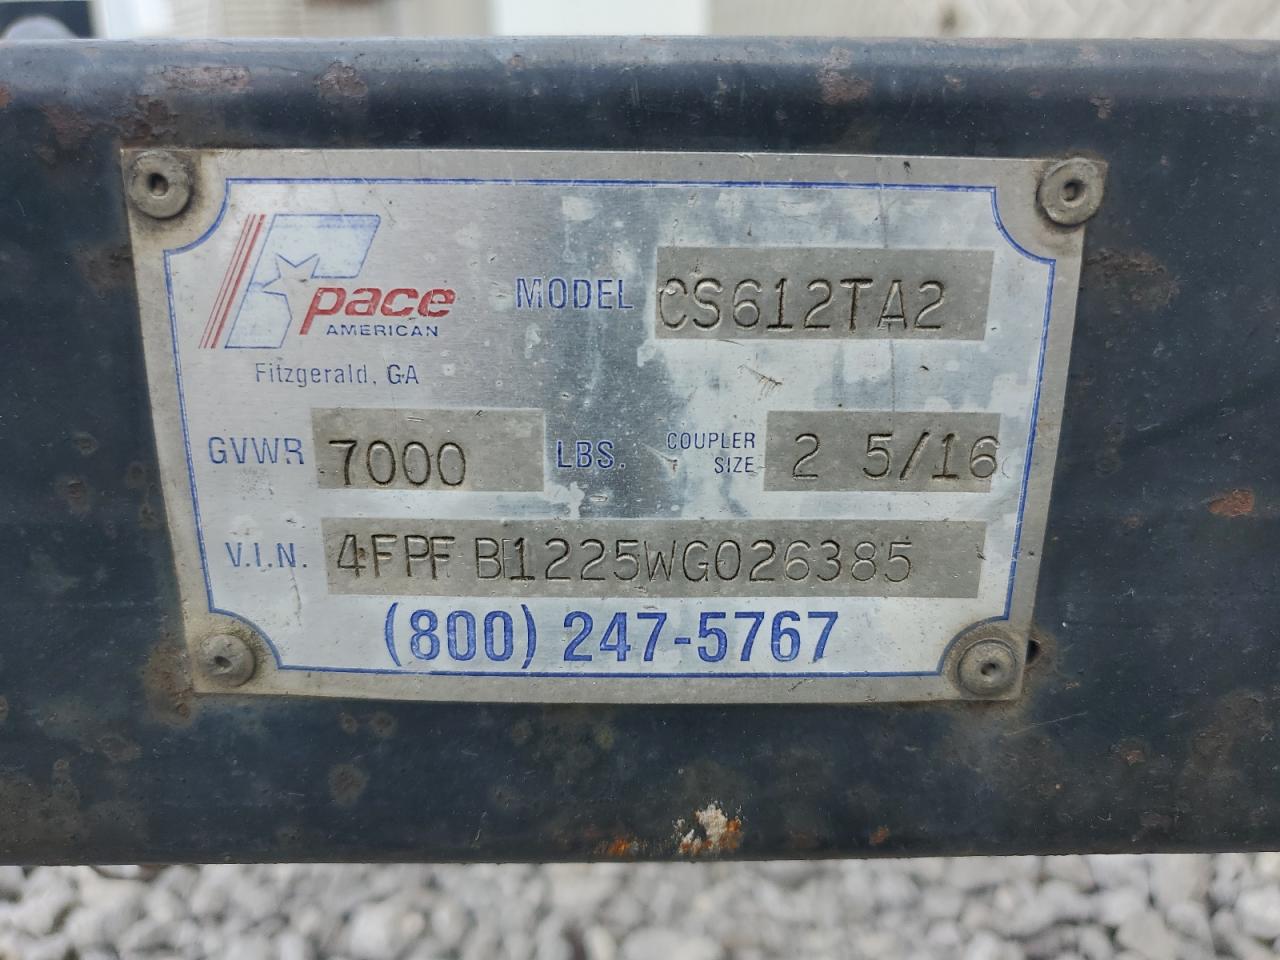 pace
AMERICAN
Fitzgerald, GA
MODEL CS612TA2
GVWR 7000 LBS.
COUPLER SIZE 2 5/16
V.I.N. 4FPFB1225WG026385
(800) 247-5767